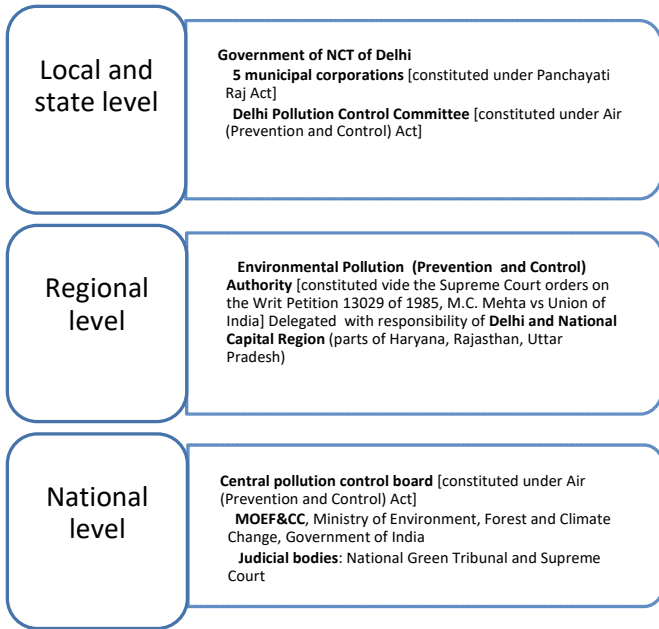 Local and
state level
Government of NCT of Delhi
5 municipal corporations [constituted under Panchayati
Raj Act]
Delhi Pollution Control Committee [constituted under Air
(Prevention and Control) Act]
Regional
level
Environmental Pollution (Prevention and Control)
Authority [constituted vide the Supreme Court orders on
the Writ Petition 13029 of 1985, M.C. Mehta vs Union of
India] Delegated with responsibility of Delhi and National
Capital Region (parts of Haryana, Rajasthan, Uttar
Pradesh)
National
level
Central pollution control board [constituted under Air
(Prevention and Control) Act]
MOEF&CC, Ministry of Environment, Forest and Climate
Change, Government of India
Judicial bodies: National Green Tribunal and Supreme
Court